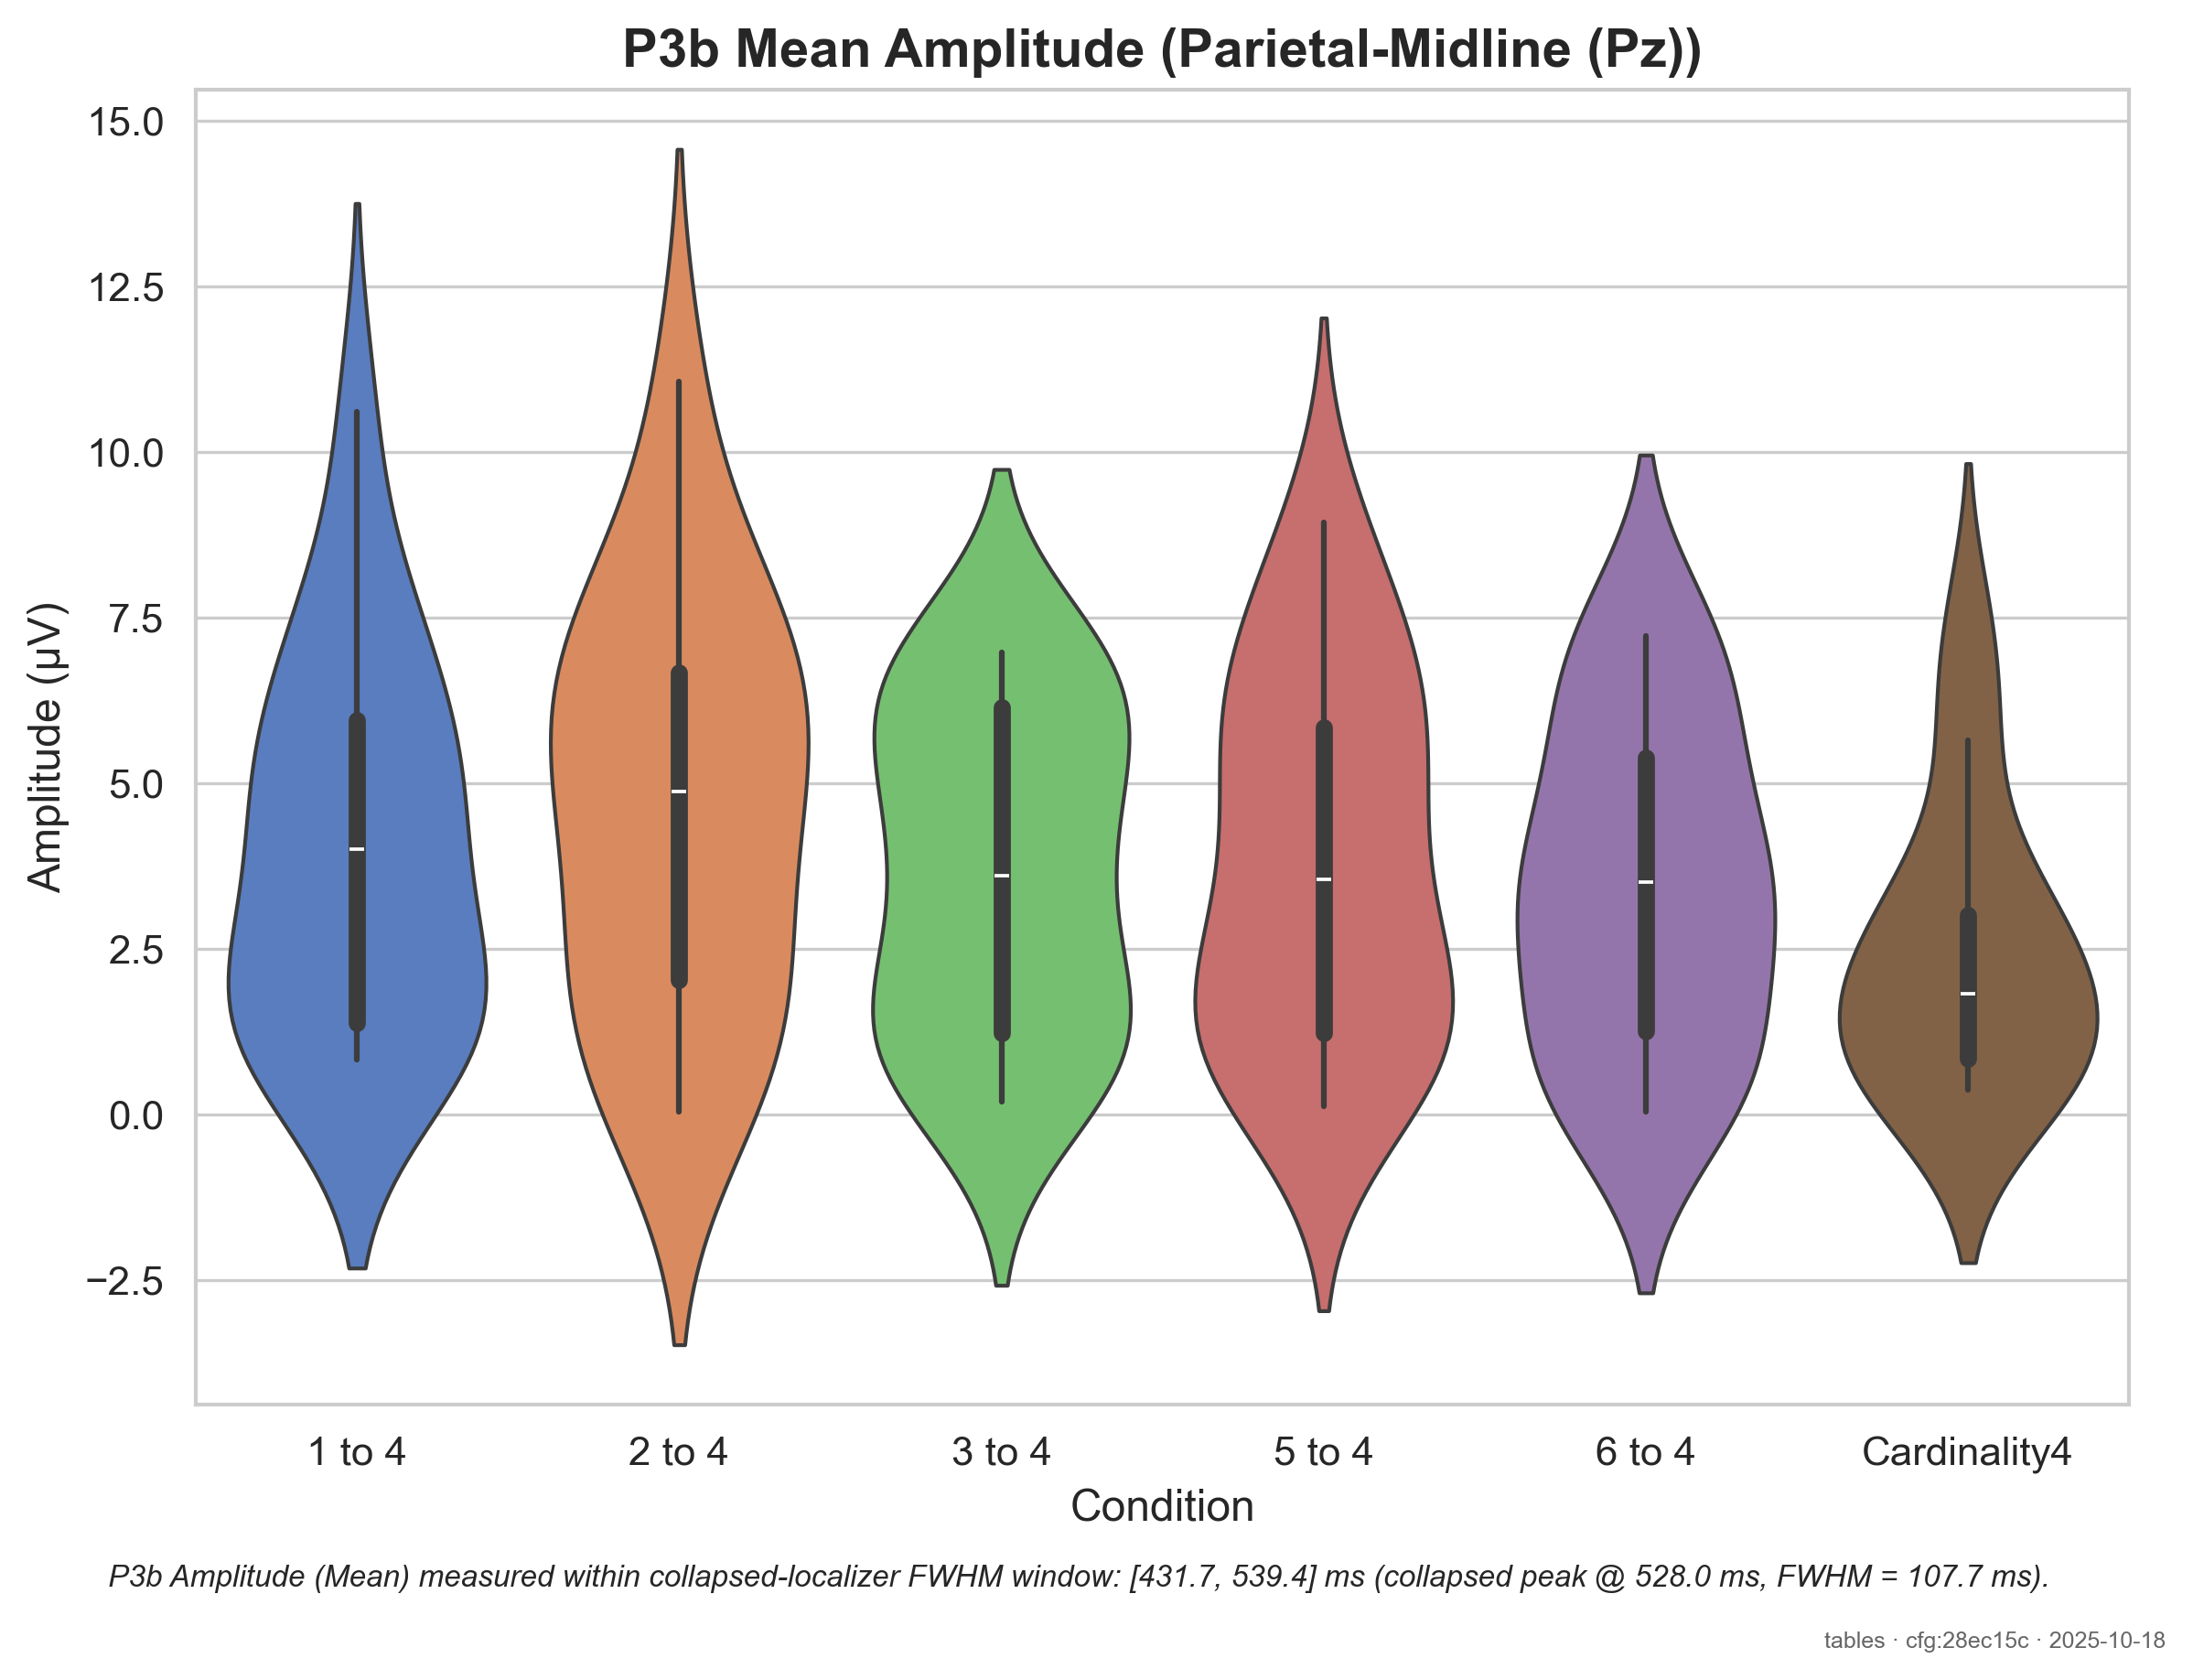 P3b Mean Amplitude (Parietal-Midline (Pz))
Amplitude (µV)
15.0
12.5
10.0
7.5
5.0
2.5
0.0
−2.5
1 to 4
2 to 4
3 to 4
5 to 4
6 to 4
Cardinality4
Condition
P3b Amplitude (Mean) measured within collapsed-localizer FWHM window: [431.7, 539.4] ms (collapsed peak @ 528.0 ms, FWHM = 107.7 ms).
tables · cfg:28ec15c · 2025-10-18